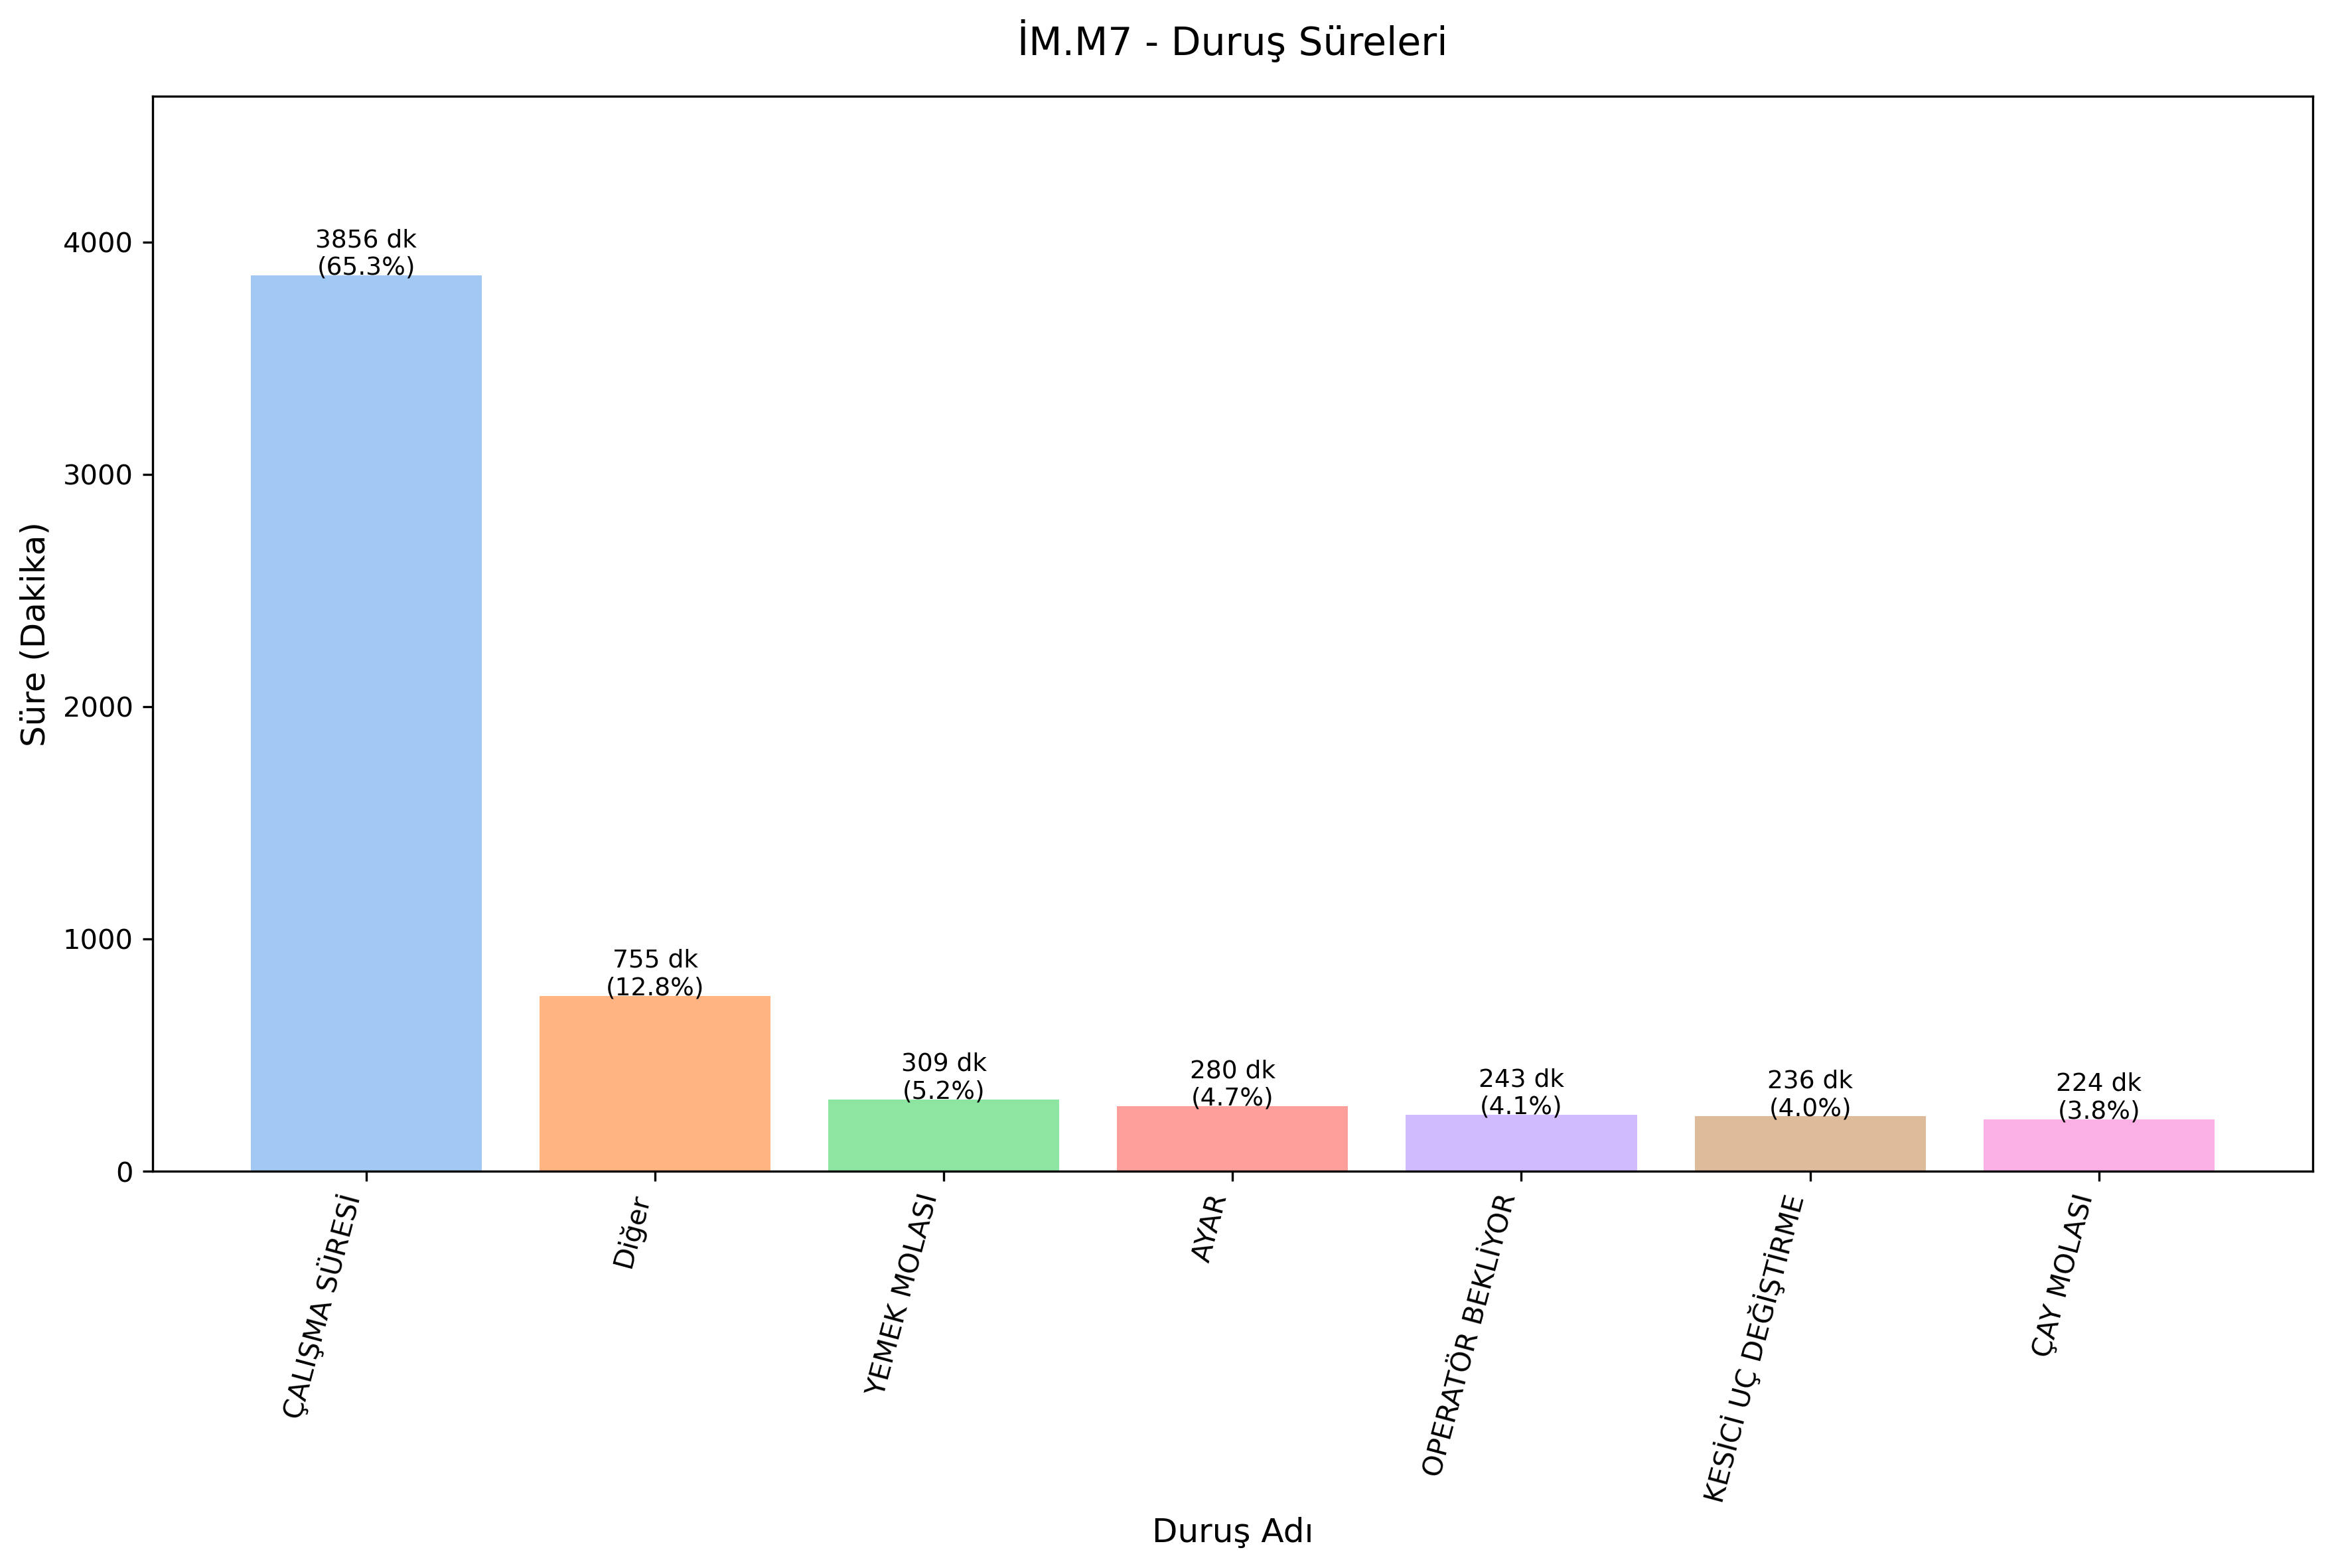 İM.M7 - Duruş Süreleri
Süre (Dakika)
4000
3000
2000
1000
0
3856 dk
(65.3%)
755 dk
(12.8%)
309 dk
(5.2%)
280 dk
(4.7%)
243 dk
(4.1%)
236 dk
(4.0%)
224 dk
(3.8%)
ÇALIŞMA SÜRESİ
Diğer
YEMEK MOLASI
AYAR
OPERATÖR BEKLİYOR
KESİCİ UÇ DEĞİŞTİRME
ÇAY MOLASI
Duruş Adı